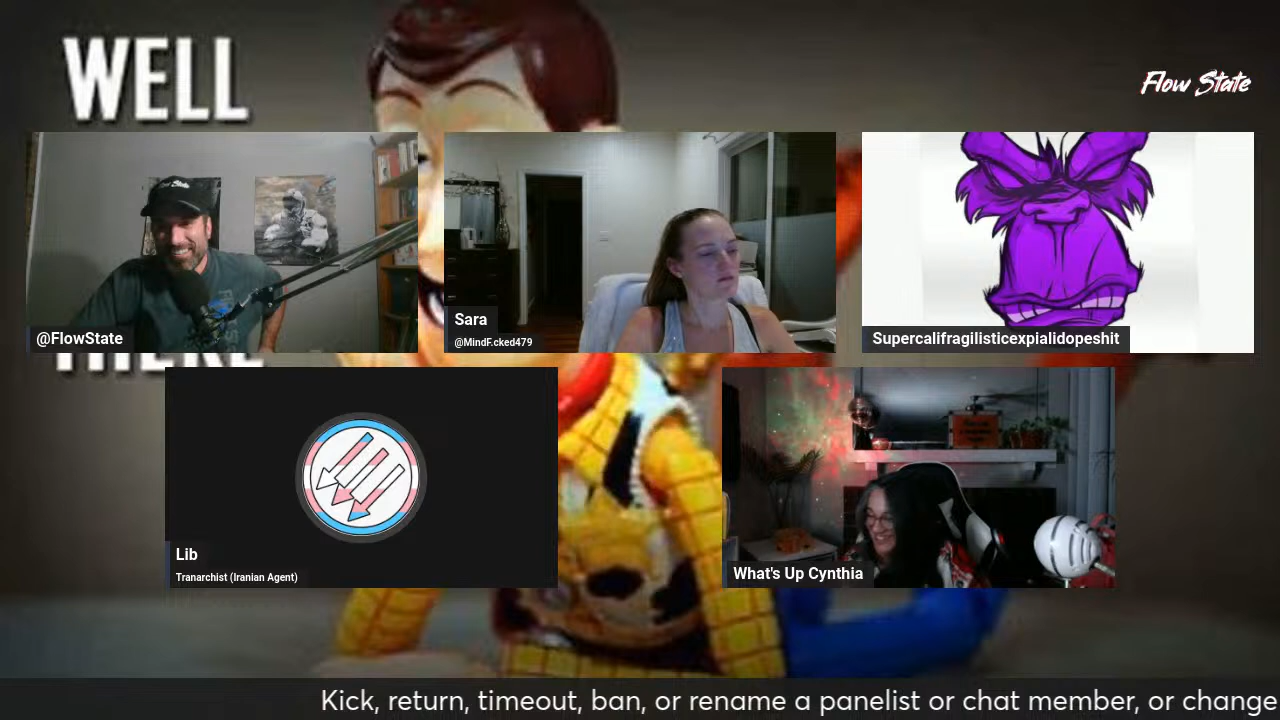 WELL
Flow State
@FlowState
Sara
@MindF.cked479
Supercalifragilisticexpialidopeshit
THERE
Lib
Tranarchist (Iranian Agent)
What's Up Cynthia
Kick, return, timeout, ban, or rename a panelist or chat member, or change